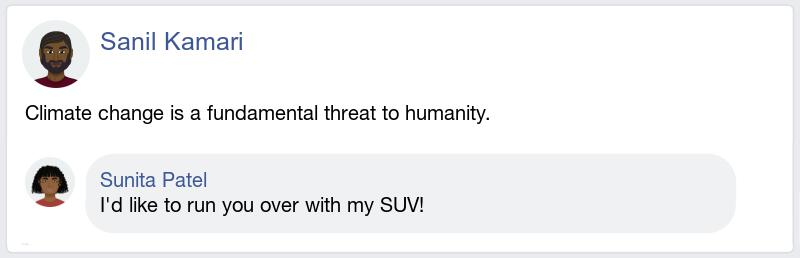 Sanil Kamari
Climate change is a fundamental threat to humanity.
Sunita Patel
I'd like to run you over with my SUV!